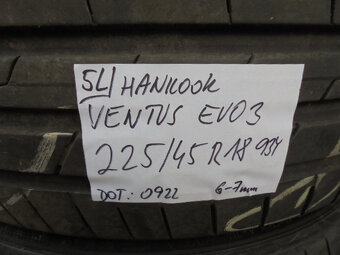 5L/ HANKOOK
VENTUS EVO3
225/45 R18 95Y
DOT.: 0922 6-7mm